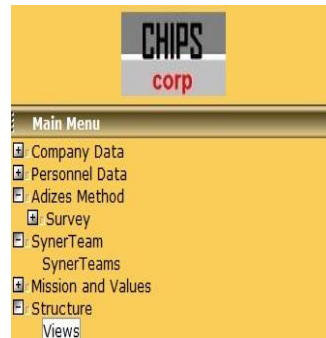 CHIPS
corp
Main Menu
Company Data
Personnel Data
Adizes Method
Survey
SynerTeam
SynerTeams
Mission and Values
Structure
Views